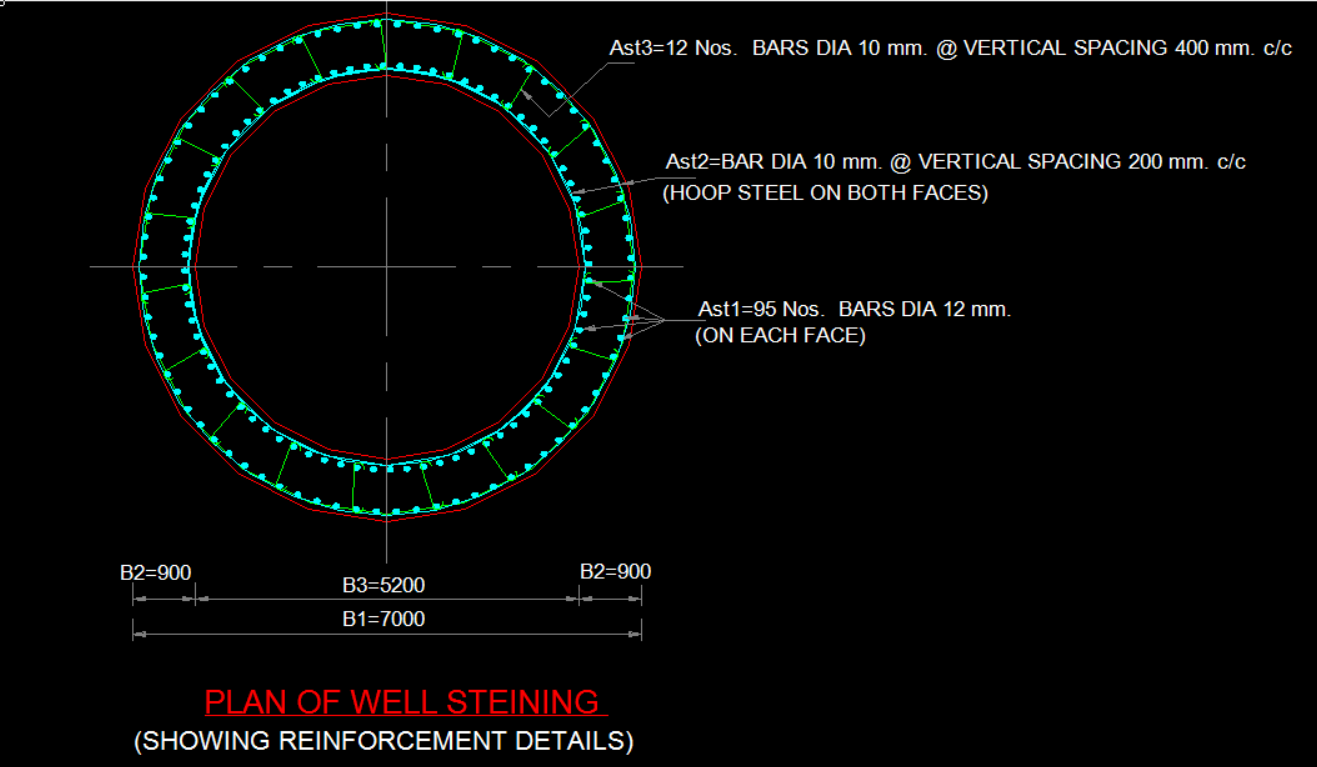 Ast3=12 Nos. BARS DIA 10 mm. @ VERTICAL SPACING 400 mm. c/c
Ast2=BAR DIA 10 mm. @ VERTICAL SPACING 200 mm. c/c
(HOOP STEEL ON BOTH FACES)
Ast1=95 Nos. BARS DIA 12 mm.
(ON EACH FACE)
B2=900
B3=5200
B2=900
B1=7000
PLAN OF WELL STEINING
(SHOWING REINFORCEMENT DETAILS)